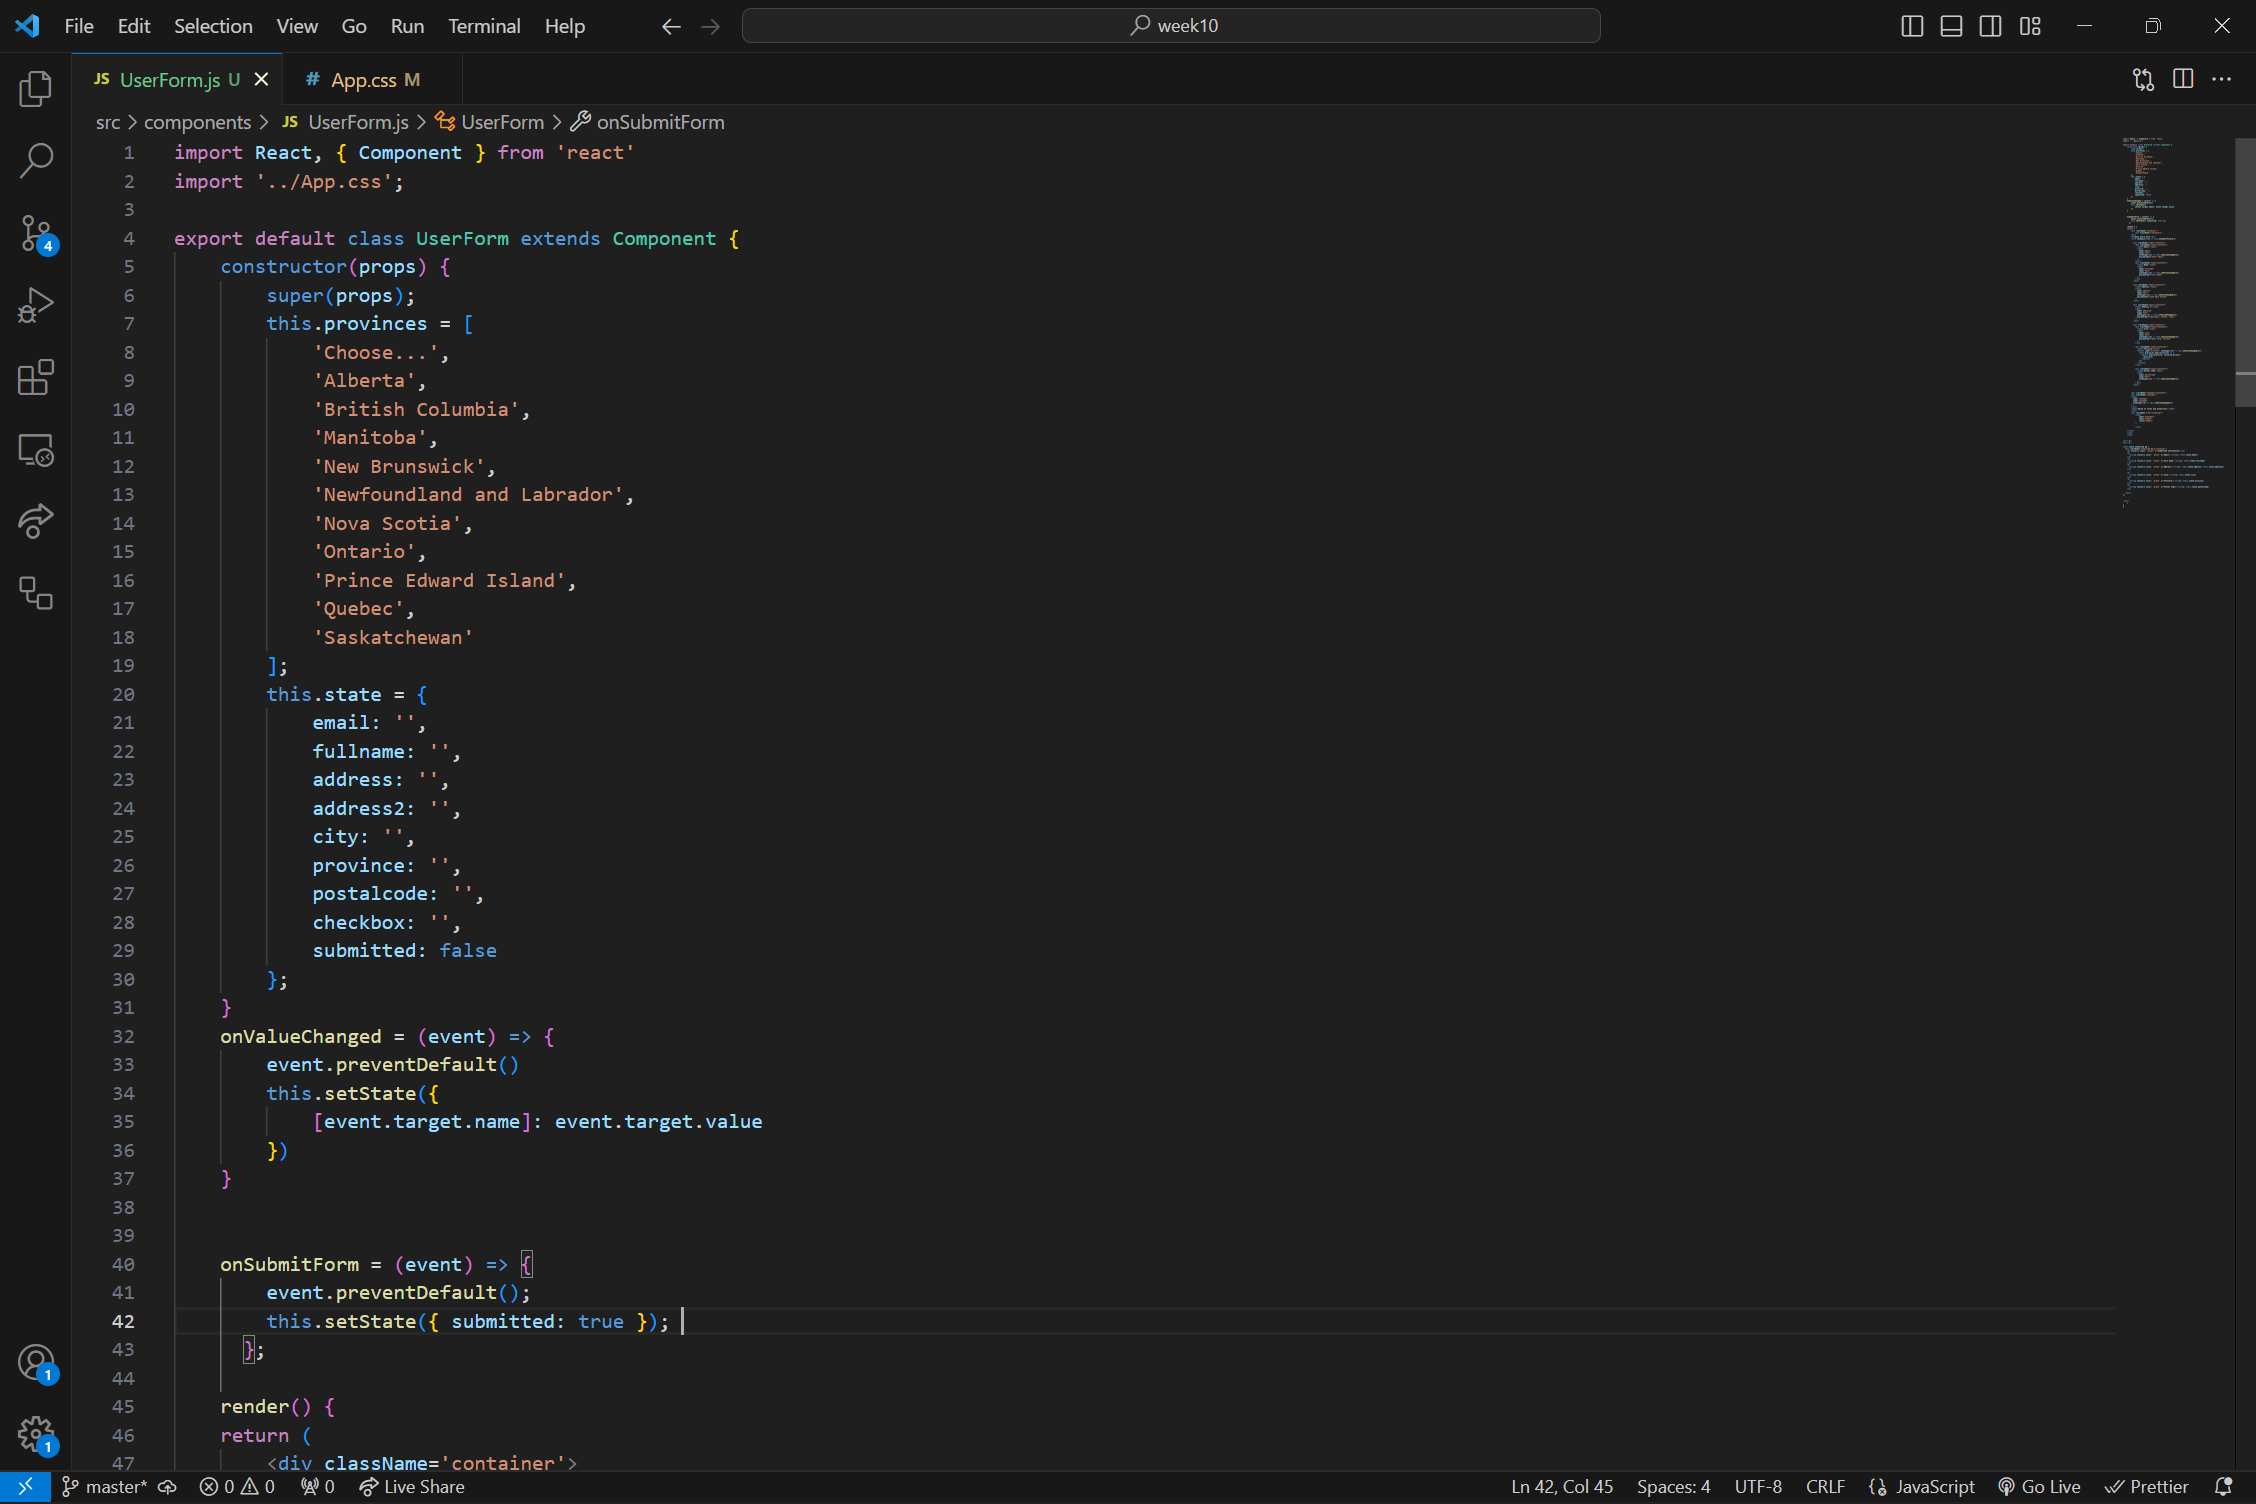 File Edit Selection View Go Run Terminal Help week10
JS UserForm.js U # App.css M
src > components > JS UserForm.js > UserForm > onSubmitForm
1 import React, { Component } from 'react'
2 import '../App.css';
3
4 export default class UserForm extends Component {
5 constructor(props) {
6 super(props);
7 this.provinces = [
8 'Choose...',
9 'Alberta',
10 'British Columbia',
11 'Manitoba',
12 'New Brunswick',
13 'Newfoundland and Labrador',
14 'Nova Scotia',
15 'Ontario',
16 'Prince Edward Island',
17 'Quebec',
18 'Saskatchewan'
19 ];
20 this.state = {
21 email: '',
22 fullname: '',
23 address: '',
24 address2: '',
25 city: '',
26 province: '',
27 postalcode: '',
28 checkbox: '',
29 submitted: false
30 };
31 }
32 onValueChanged = (event) => {
33 event.preventDefault()
34 this.setState({
35 [event.target.name]: event.target.value
36 })
37 }
38
39
40 onSubmitForm = (event) => {
41 event.preventDefault();
42 this.setState({ submitted: true });
43 };
44
45 render() {
46 return (
47 <div className='container'>
4
1
1
master* 0 0 0 Live Share Ln 42, Col 45 Spaces: 4 UTF-8 CRLF JavaScript Go Live Prettier